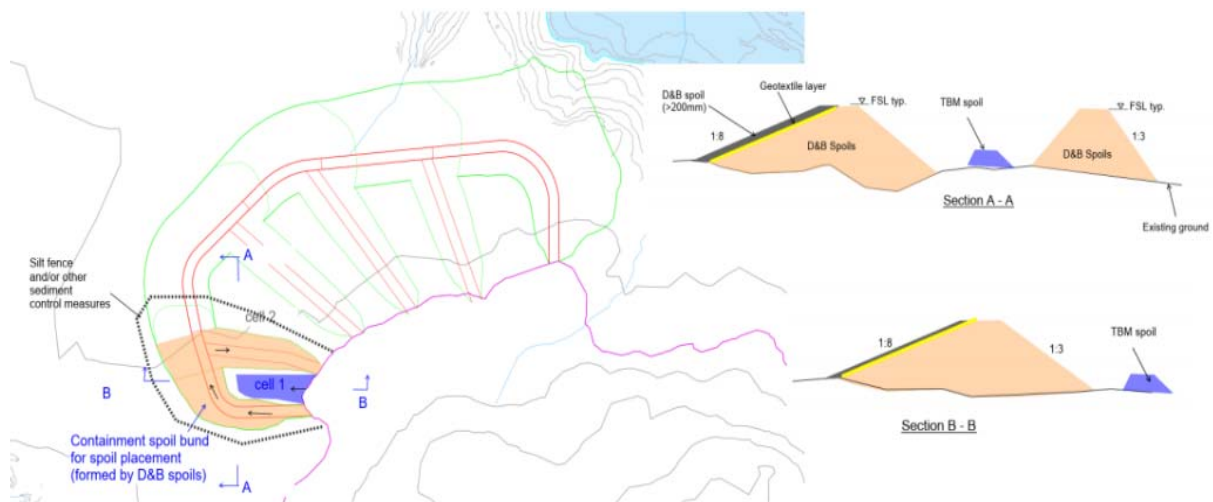 D&B spoil
(>200mm)
Geotextile layer
FSL typ.
TBM spoil
FSL typ.
1:8
D&B Spoils
D&B Spoils
1:3
Section A - A
Existing ground
A
Silt fence
and/or other
sediment
control measures
cell 2
cell 1
B
B
Containment spoil bund
for spoil placement
(formed by D&B spoils)
A
1:8
1:3
TBM spoil
Section B - B